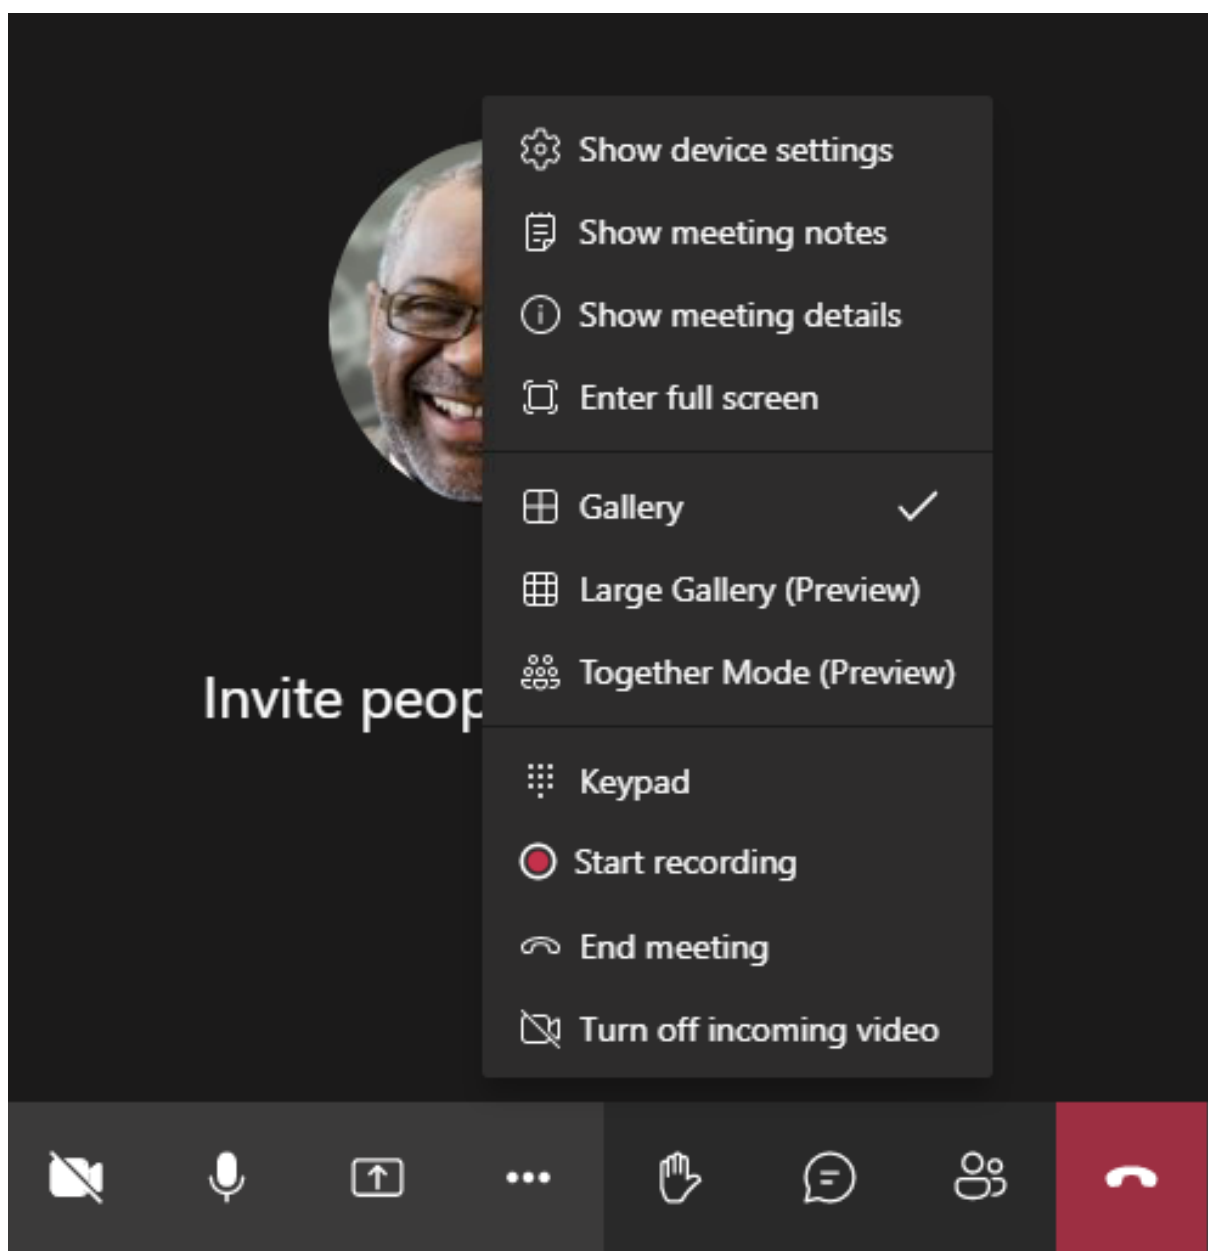 Show device settings
Show meeting notes
Show meeting details
Enter full screen
Gallery
Large Gallery (Preview)
Together Mode (Preview)
Invite peop
Keypad
Start recording
End meeting
Turn off incoming video